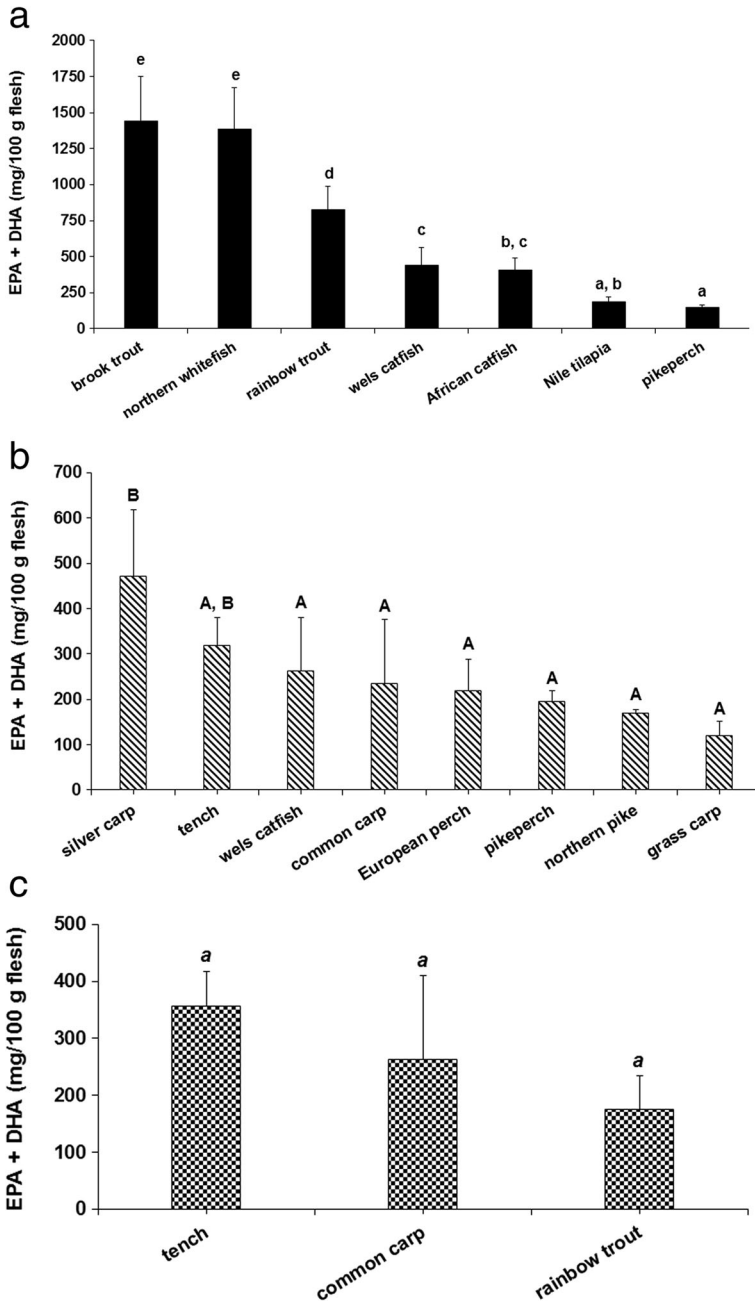 a
EPA + DHA (mg/100 g flesh)
2000
1750
1500
1250
1000
750
500
250
0
e
e
d
c
b, c
a, b
a
brook trout
northern whitefish
rainbow trout
wels catfish
African catfish
Nile tilapia
pikeperch
b
EPA + DHA (mg/100 g flesh)
700
600
500
400
300
200
100
0
B
A, B
A
A
A
A
A
A
silver carp
tench
wels catfish
common carp
European perch
pikeperch
northern pike
grass carp
c
EPA + DHA (mg/100 g flesh)
500
400
300
200
100
0
a
a
a
tench
common carp
rainbow trout